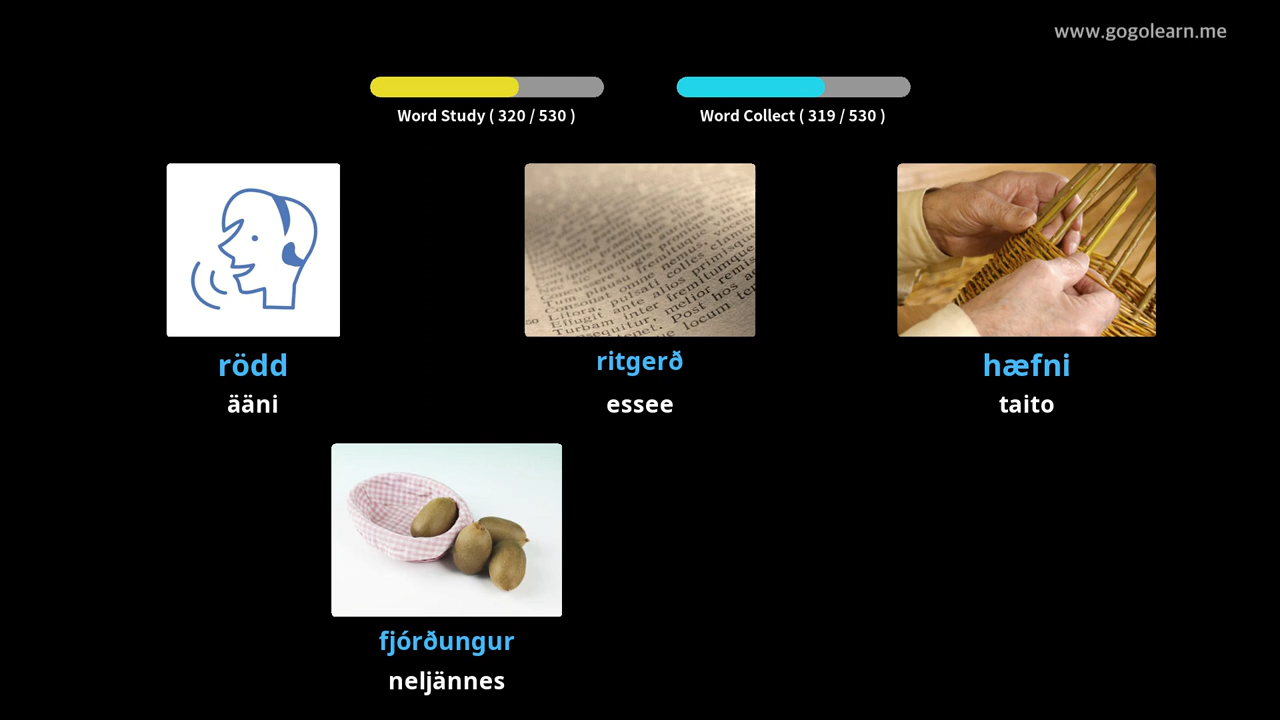 www.gogolearn.me
Word Study ( 320 / 530 )
Word Collect ( 319 / 530 )
rödd
ääni
ritgerð
essee
hæfni
taito
fjórðungur
neljännes